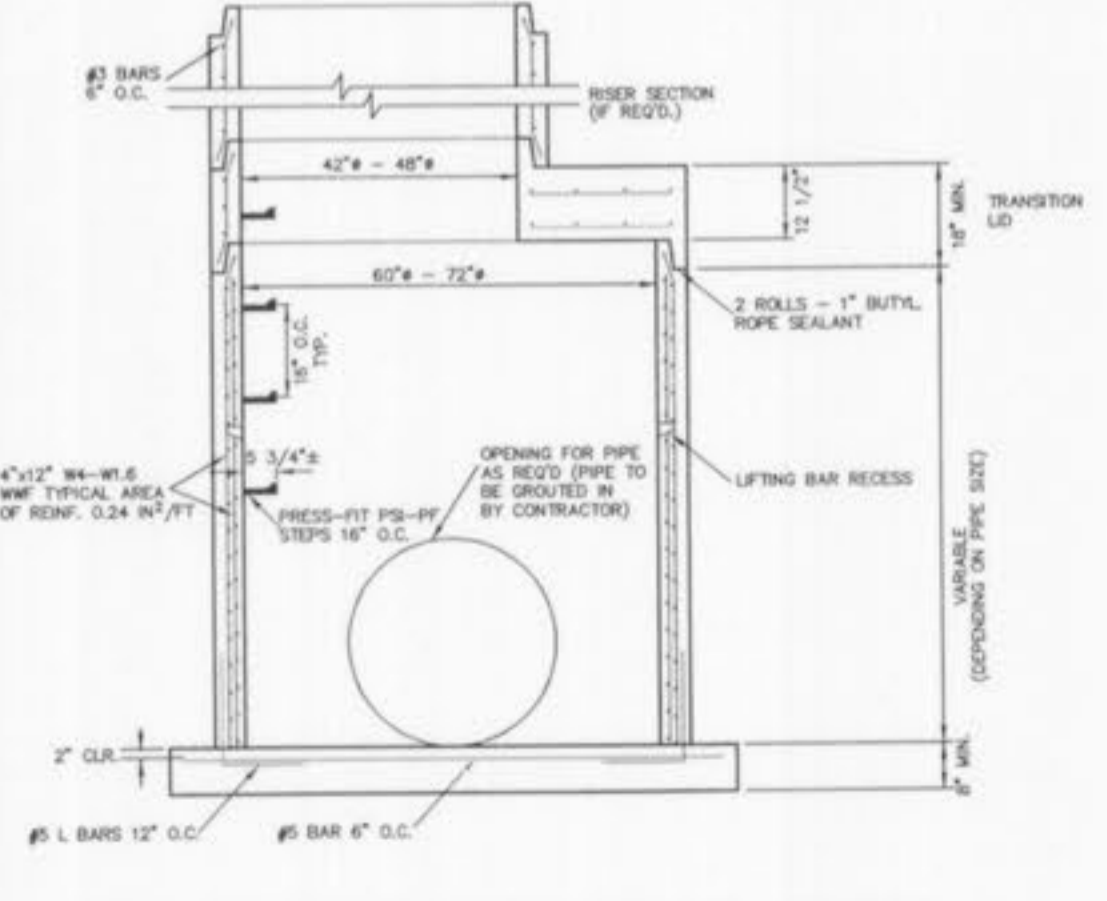 #3 BARS
6" O.C.
RISER SECTION
(IF REQ'D.)
42"ø - 48"ø
12 1/2"
18" MIN.
TRANSITION
LID
60"ø - 72"ø
2 ROLLS - 1" BUTYL
ROPE SEALANT
16" O.C.
TYP.
4"x12" W4-W1.6
WWF TYPICAL AREA
OF REINF. 0.24 IN²/FT
5 3/4"±
PRESS-FIT PSI-PF
STEPS 16" O.C.
OPENING FOR PIPE
AS REQ'D (PIPE TO
BE GROUTED IN
BY CONTRACTOR)
LIFTING BAR RECESS
VARIABLE
(DEPENDING ON PIPE SIZE)
2" CLR.
8" MIN.
#5 L BARS 12" O.C.
#5 BAR 6" O.C.